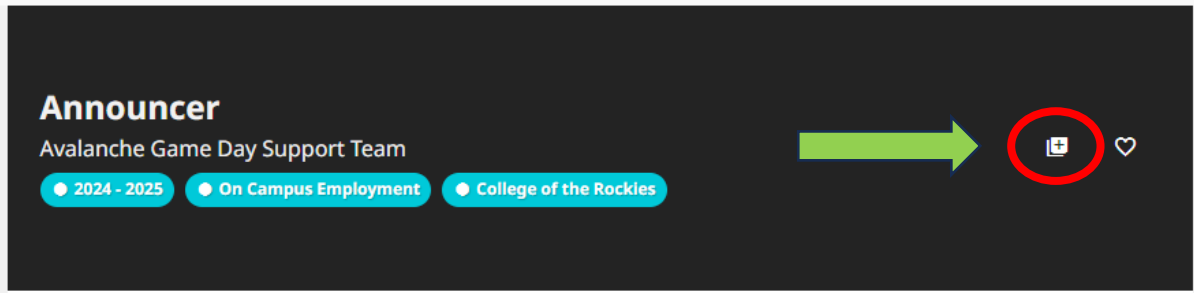 Announcer
Avalanche Game Day Support Team
2024 - 2025 On Campus Employment College of the Rockies